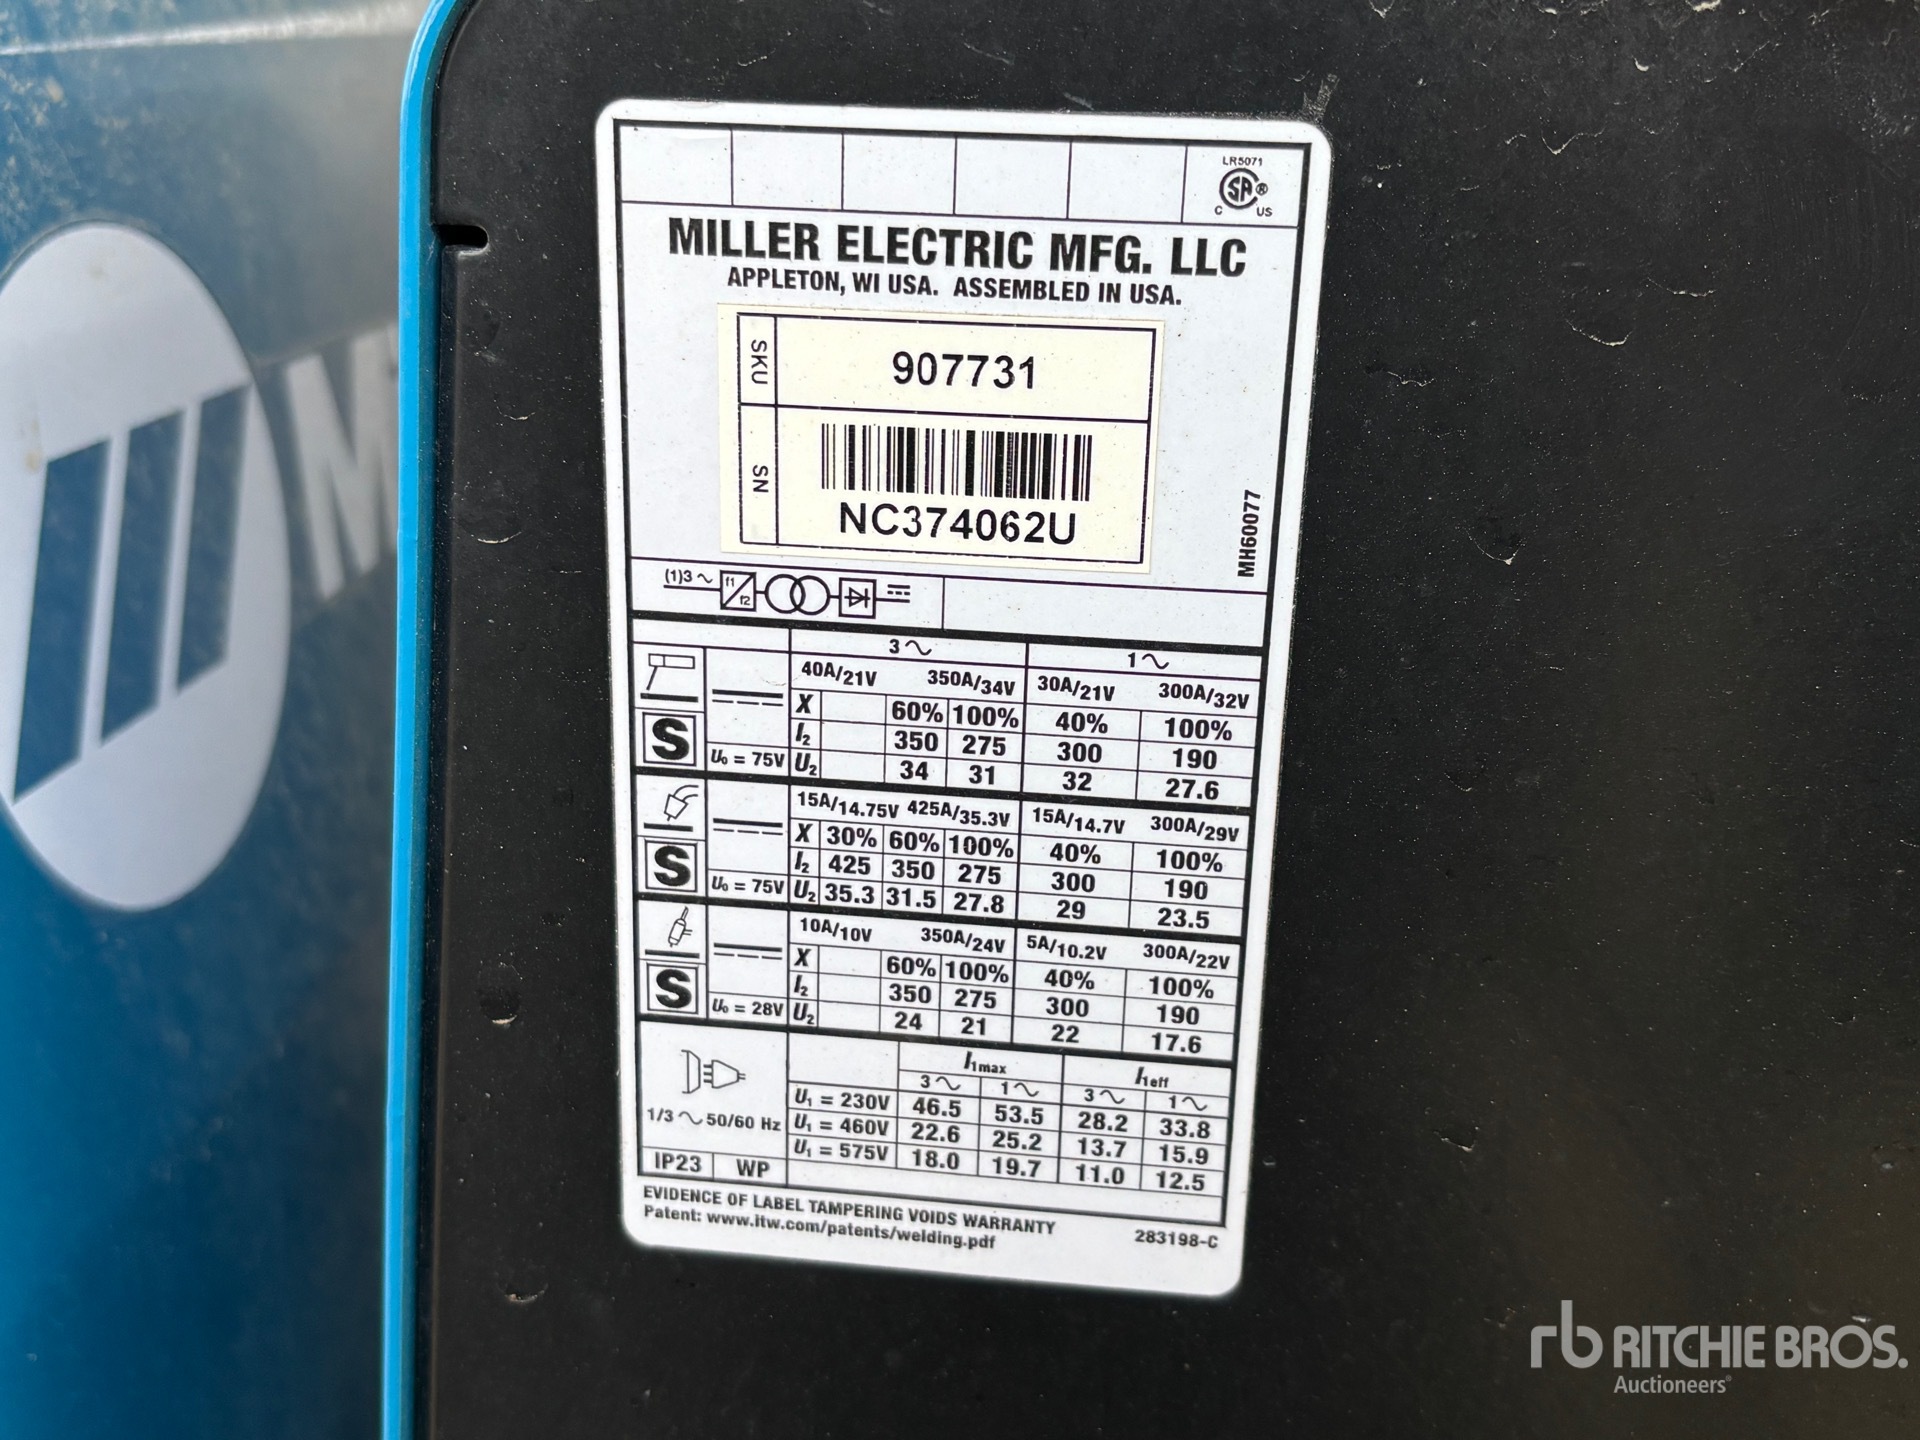 LR5071
SA®
C US
MILLER ELECTRIC MFG. LLC
APPLETON, WI USA. ASSEMBLED IN USA.
SKU 907731
SN
NC374062U
MH60077
M
(1)3~ f1 f2
3~ 1~
40A/21V 350A/34V 30A/21V 300A/32V
X 60% 100% 40% 100%
I2 350 275 300 190
S U0 = 75V U2 34 31 32 27.6
15A/14.75V 425A/35.3V 15A/14.7V 300A/29V
X 30% 60% 100% 40% 100%
I2 425 350 275 300 190
S U0 = 75V U2 35.3 31.5 27.8 29 23.5
10A/10V 350A/24V 5A/10.2V 300A/22V
X 60% 100% 40% 100%
I2 350 275 300 190
S U0 = 28V U2 24 21 22 17.6
I1max I1eff
3~ 1~ 3~ 1~
U1 = 230V 46.5 53.5 28.2 33.8
1/3~50/60 Hz U1 = 460V 22.6 25.2 13.7 15.9
U1 = 575V 18.0 19.7 11.0 12.5
IP23 WP
EVIDENCE OF LABEL TAMPERING VOIDS WARRANTY
Patent: www.itw.com/patents/welding.pdf 283198-C
rb RITCHIE BROS.
Auctioneers®